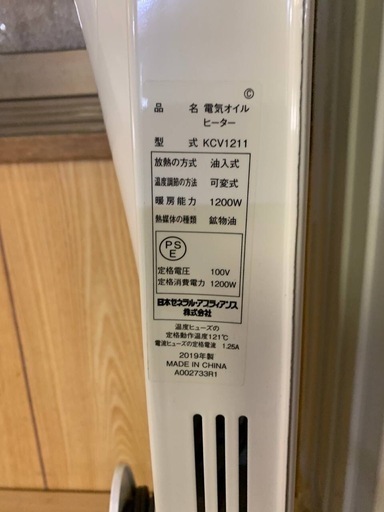 ©
品 名 電気オイル
ヒーター
型 式 KCV1211
放熱の方式 油入式
温度調節の方法 可変式
暖房能力 1200W
熱媒体の種類 鉱物油
PS
E
定格電圧 100V
定格消費電力 1200W
日本ゼネラル・アプライアンス
株式会社
温度ヒューズの
定格動作温度121℃
電流ヒューズの定格電流 1.25A
2019年製
MADE IN CHINA
A002733R1